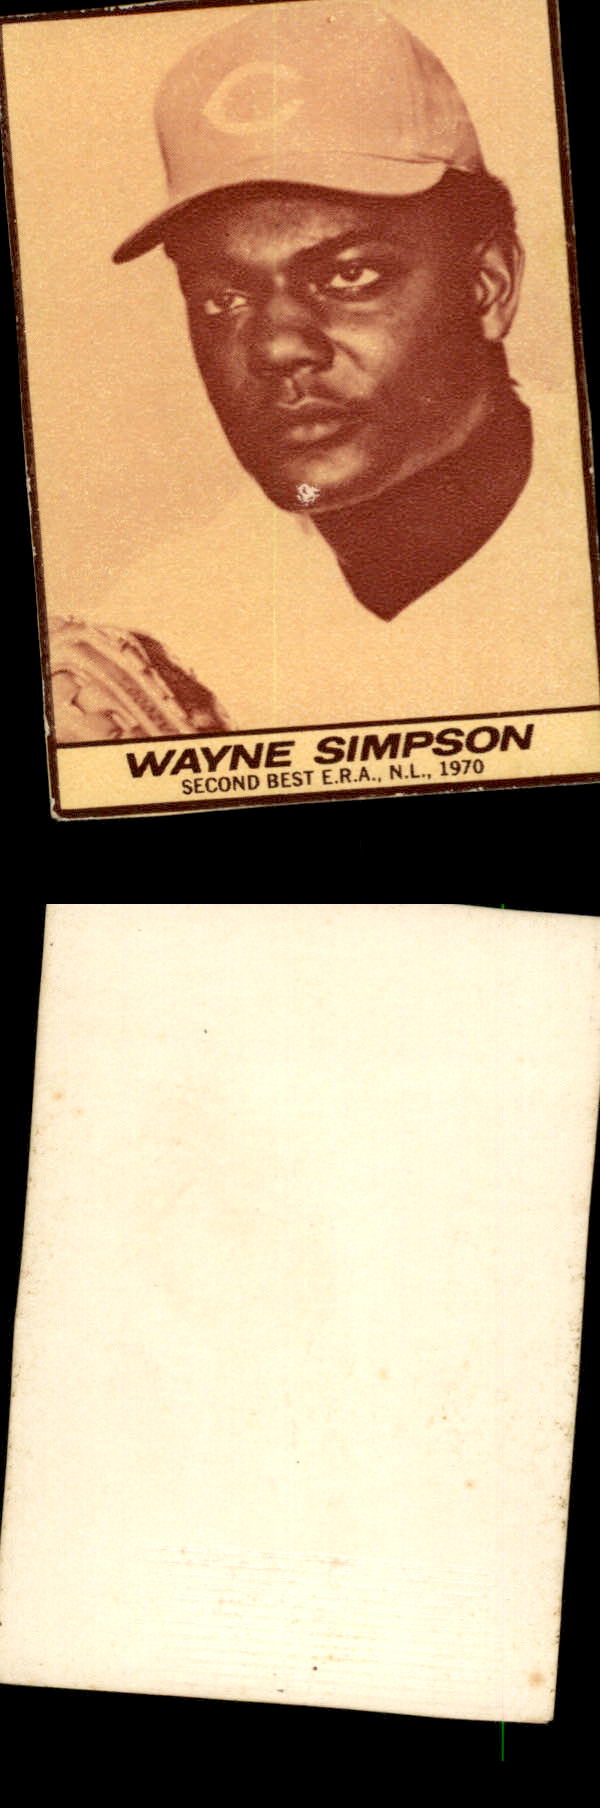 C
WAYNE SIMPSON
SECOND BEST E.R.A., N.L., 1970